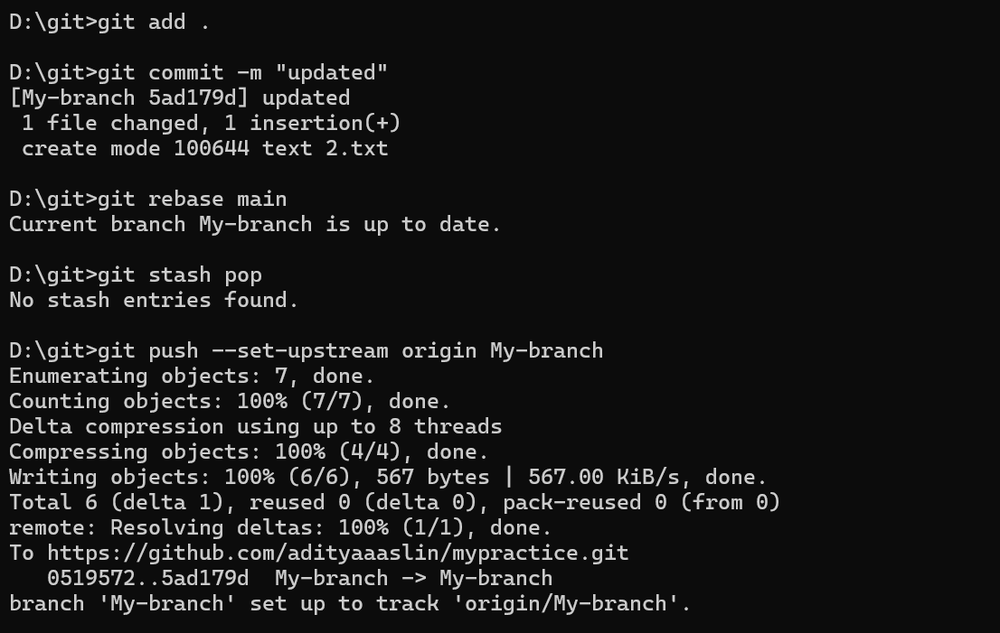 D:\git>git add .
D:\git>git commit -m "updated"
[My-branch 5ad179d] updated
 1 file changed, 1 insertion(+)
 create mode 100644 text 2.txt
D:\git>git rebase main
Current branch My-branch is up to date.
D:\git>git stash pop
No stash entries found.
D:\git>git push --set-upstream origin My-branch
Enumerating objects: 7, done.
Counting objects: 100% (7/7), done.
Delta compression using up to 8 threads
Compressing objects: 100% (4/4), done.
Writing objects: 100% (6/6), 567 bytes | 567.00 KiB/s, done.
Total 6 (delta 1), reused 0 (delta 0), pack-reused 0 (from 0)
remote: Resolving deltas: 100% (1/1), done.
To https://github.com/adityaaaslin/mypractice.git
   0519572..5ad179d  My-branch -> My-branch
branch 'My-branch' set up to track 'origin/My-branch'.